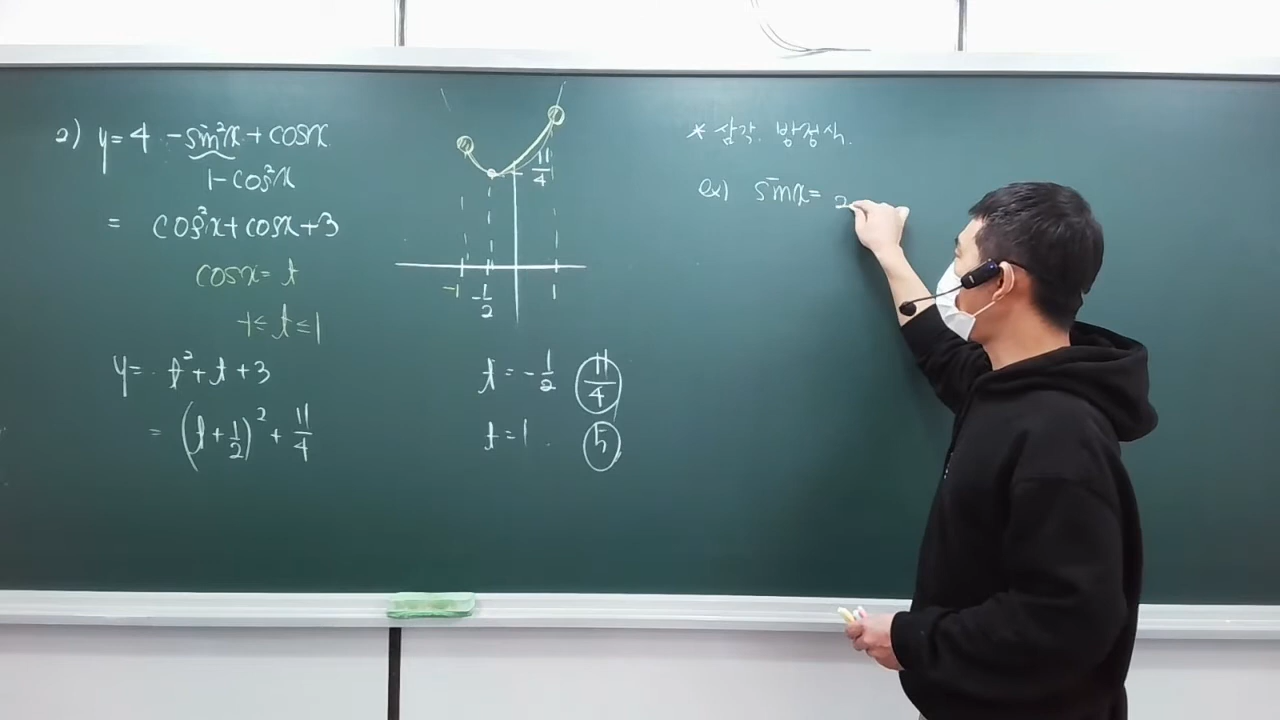 2) y=4 -sin²x + cosx
1-cos²x
= cos²x+cosx+3
cosx= t
-1≤ t ≤1
y= t²+t+3
= (t+1/2)²+ 11/4
11/4
-1 -1/2 1
t=-1/2 11/4
t=1 5
* 삼각. 방정식.
ex) sinx= 2